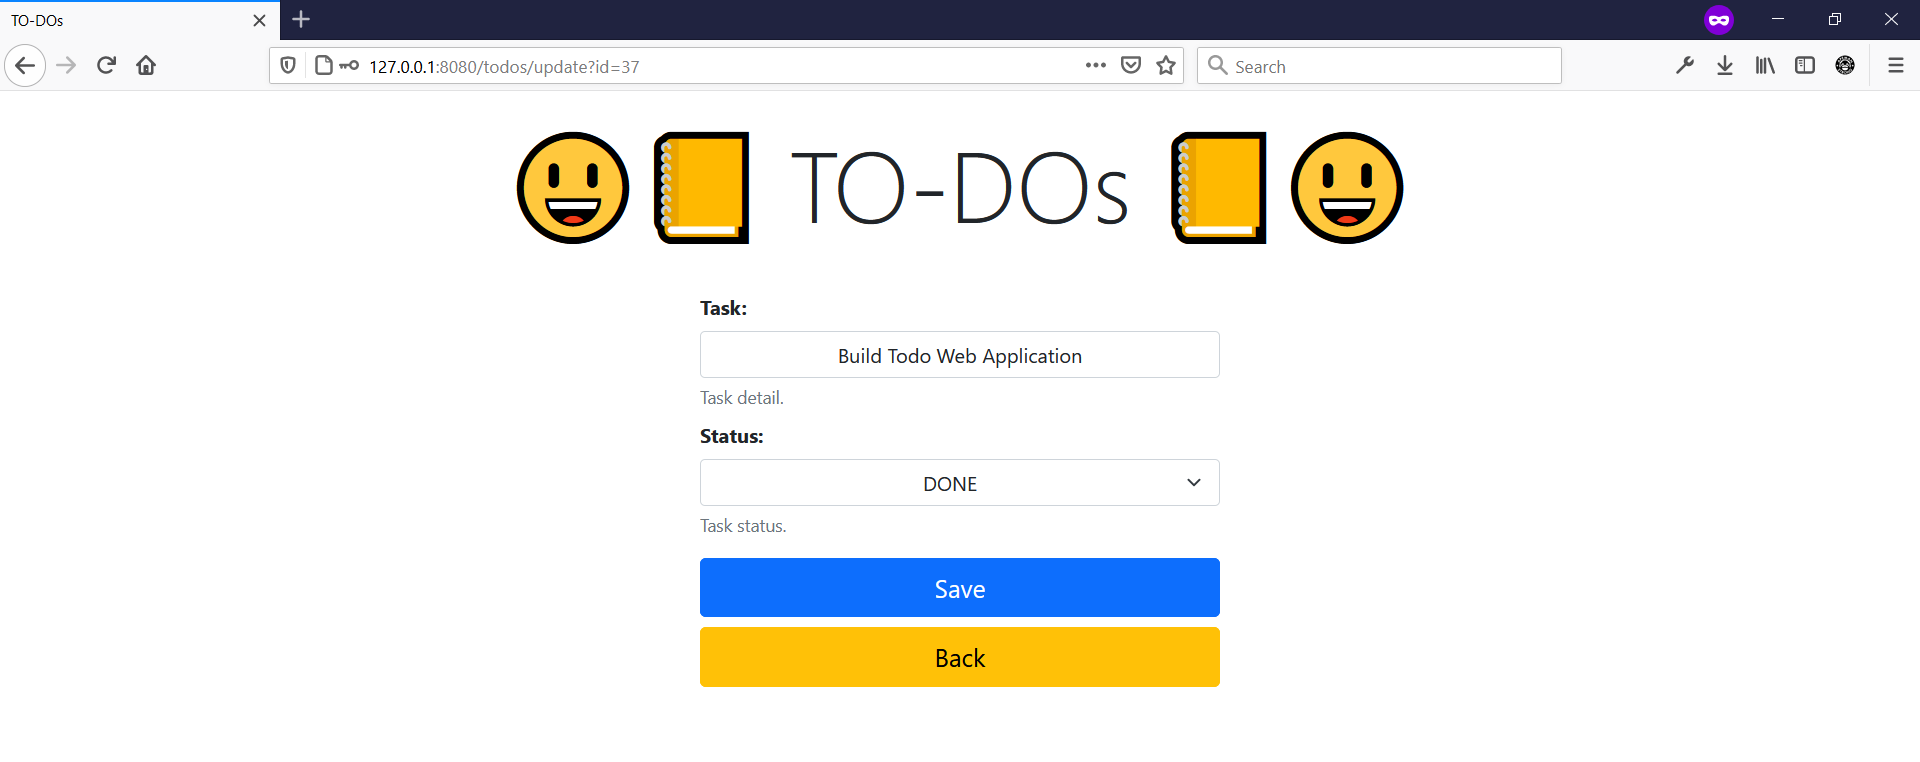 TO-DOs
127.0.0.1:8080/todos/update?id=37
Search
TO-DOs
Task:
Build Todo Web Application
Task detail.
Status:
DONE
Task status.
Save
Back